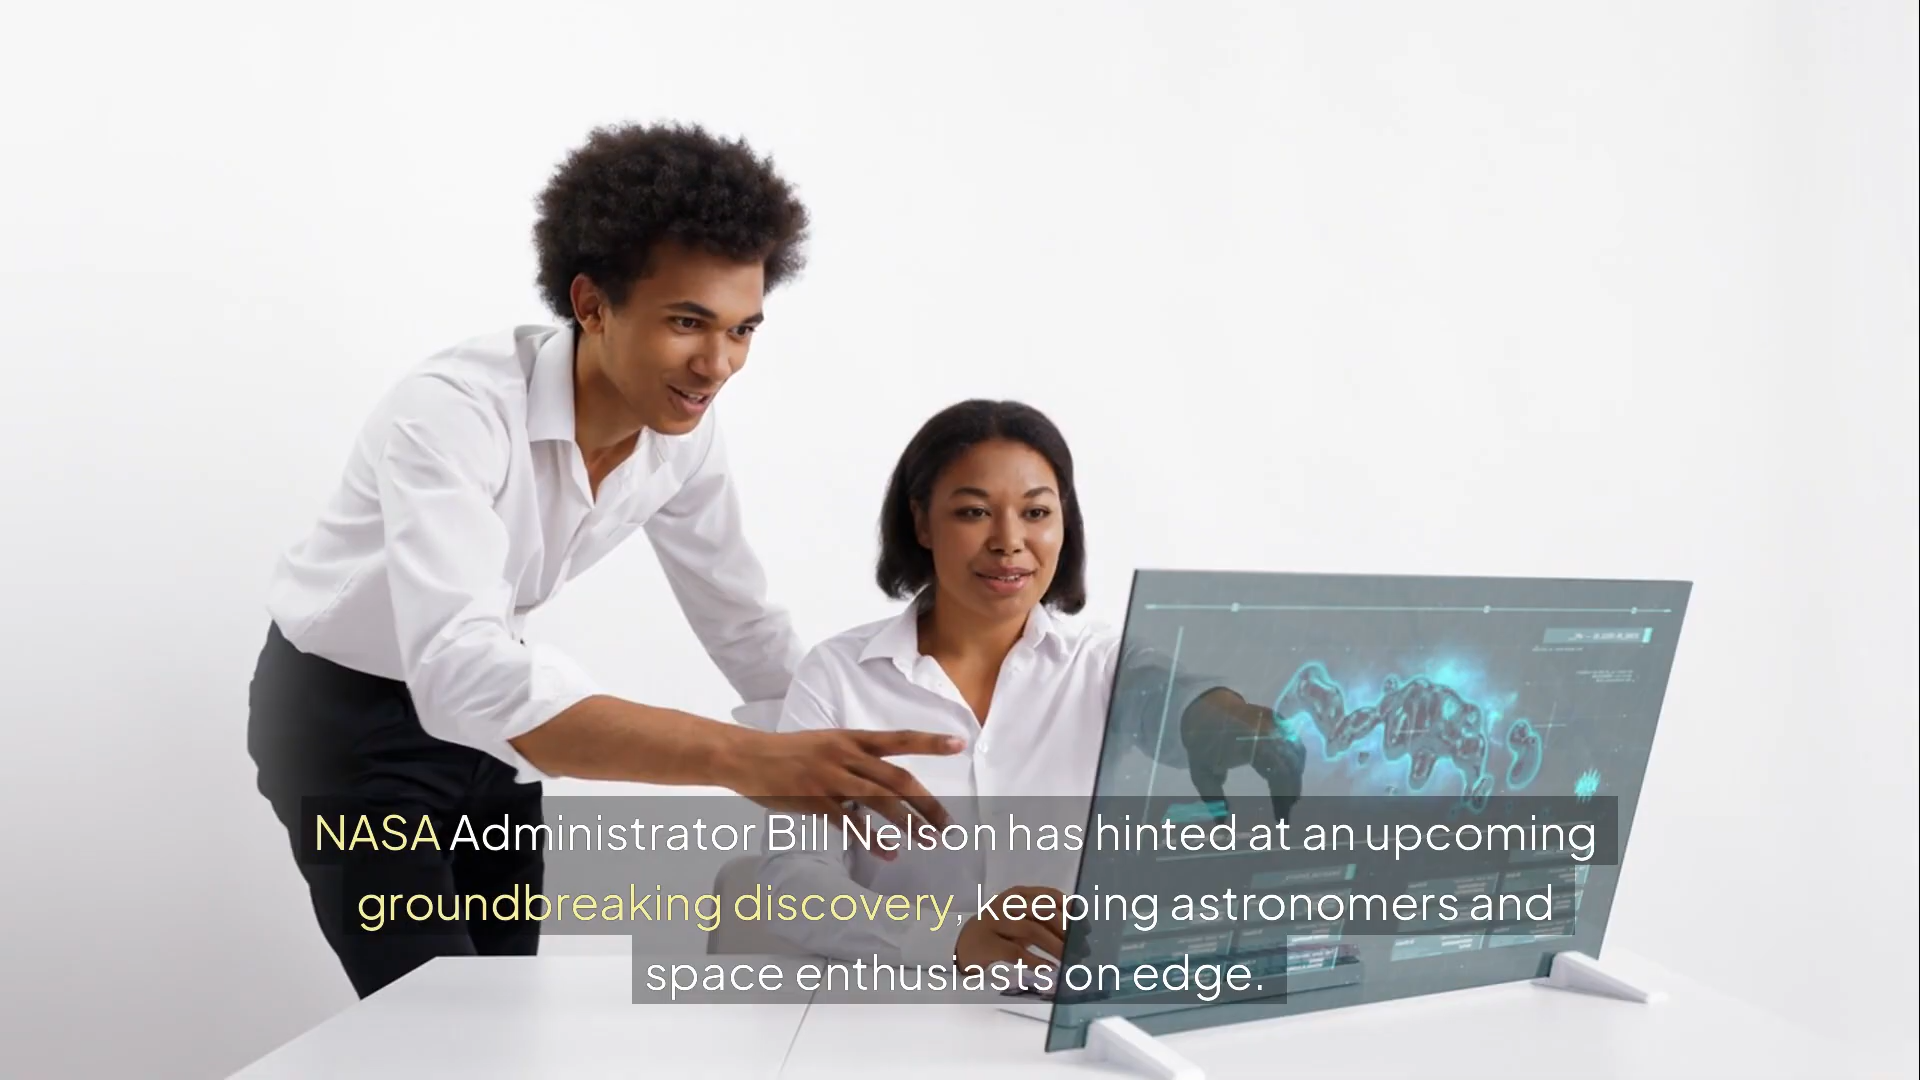 NASA Administrator Bill Nelson has hinted at an upcoming
groundbreaking discovery, keeping astronomers and
space enthusiasts on edge.